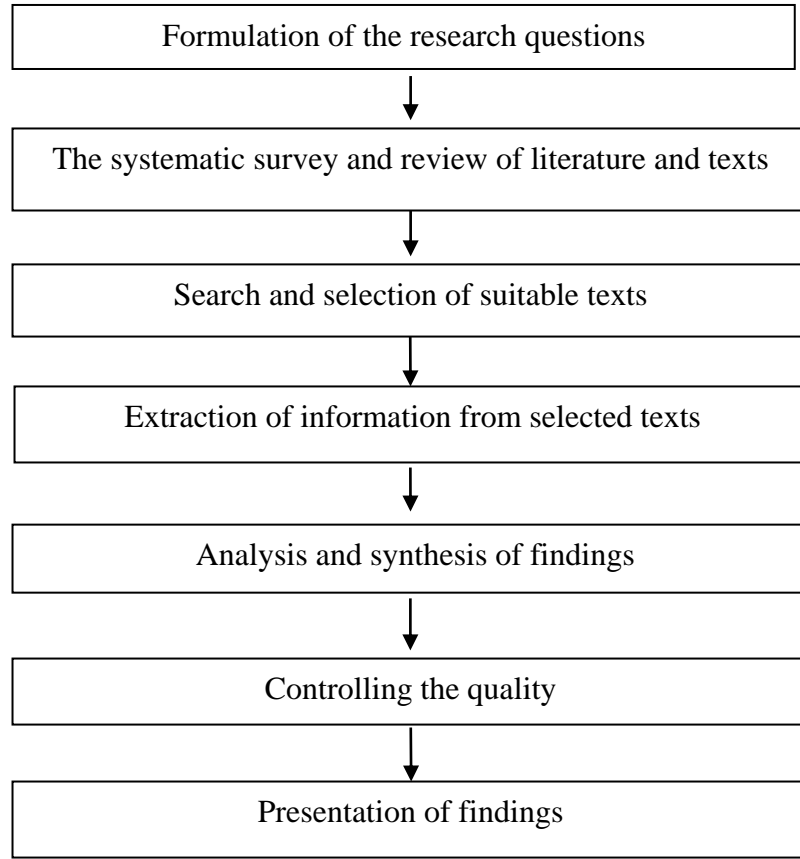 Formulation of the research questions
The systematic survey and review of literature and texts
Search and selection of suitable texts
Extraction of information from selected texts
Analysis and synthesis of findings
Controlling the quality
Presentation of findings